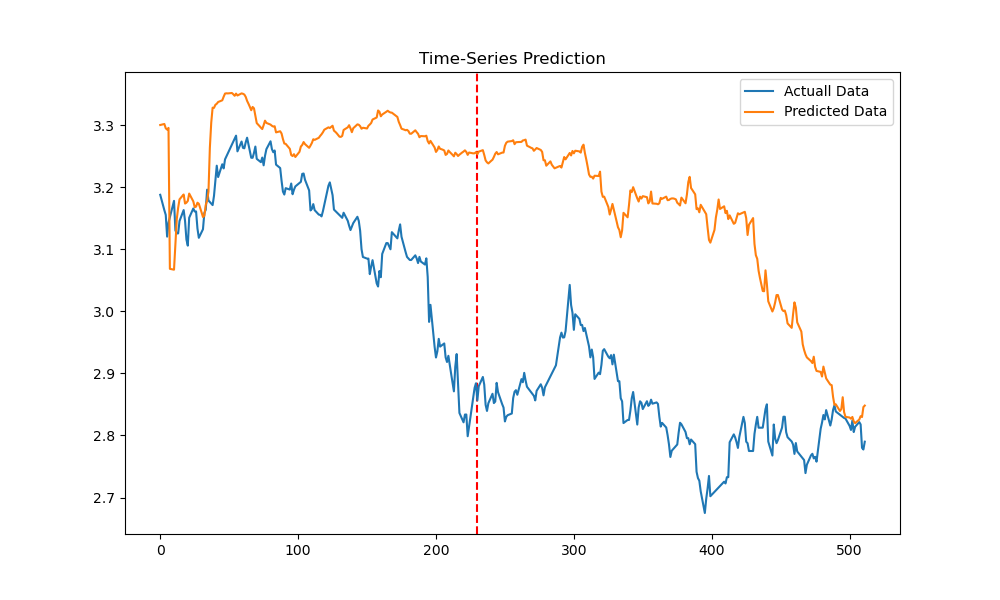 Time-Series Prediction
Actuall Data
Predicted Data
3.3
3.2
3.1
3.0
2.9
2.8
2.7
0 100 200 300 400 500